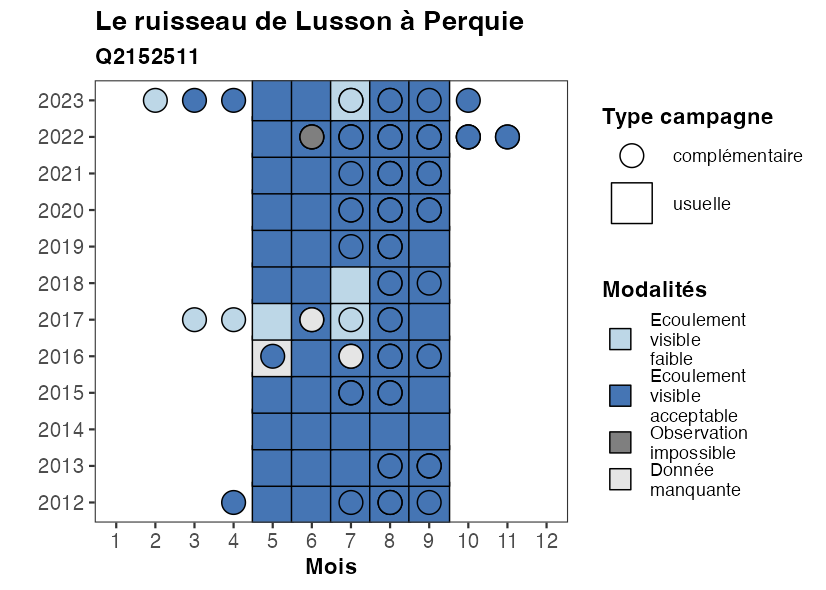 Le ruisseau de Lusson à Perquie
Q2152511
2023
2022
2021
2020
2019
2018
2017
2016
2015
2014
2013
2012
1 2 3 4 5 6 7 8 9 10 11 12
Mois
Type campagne
complémentaire
usuelle
Modalités
Ecoulement
visible
faible
Ecoulement
visible
acceptable
Observation
impossible
Donnée
manquante